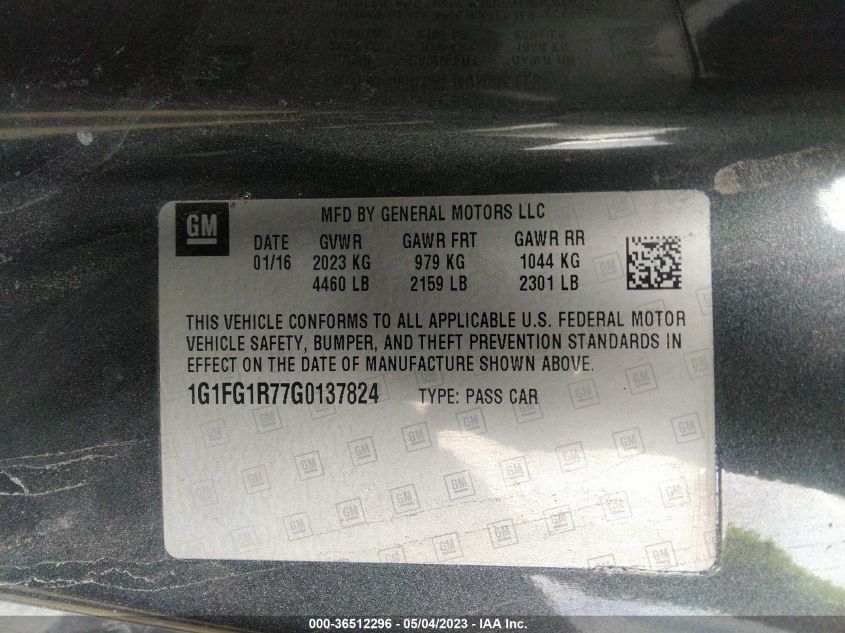 GM
MFD BY GENERAL MOTORS LLC
DATE GVWR GAWR FRT GAWR RR
01/16 2023 KG 979 KG 1044 KG
4460 LB 2159 LB 2301 LB
THIS VEHICLE CONFORMS TO ALL APPLICABLE U.S. FEDERAL MOTOR
VEHICLE SAFETY, BUMPER, AND THEFT PREVENTION STANDARDS IN
EFFECT ON THE DATE OF MANUFACTURE SHOWN ABOVE.
1G1FG1R77G0137824 TYPE: PASS CAR
000-36512296 - 05/04/2023 - IAA Inc.